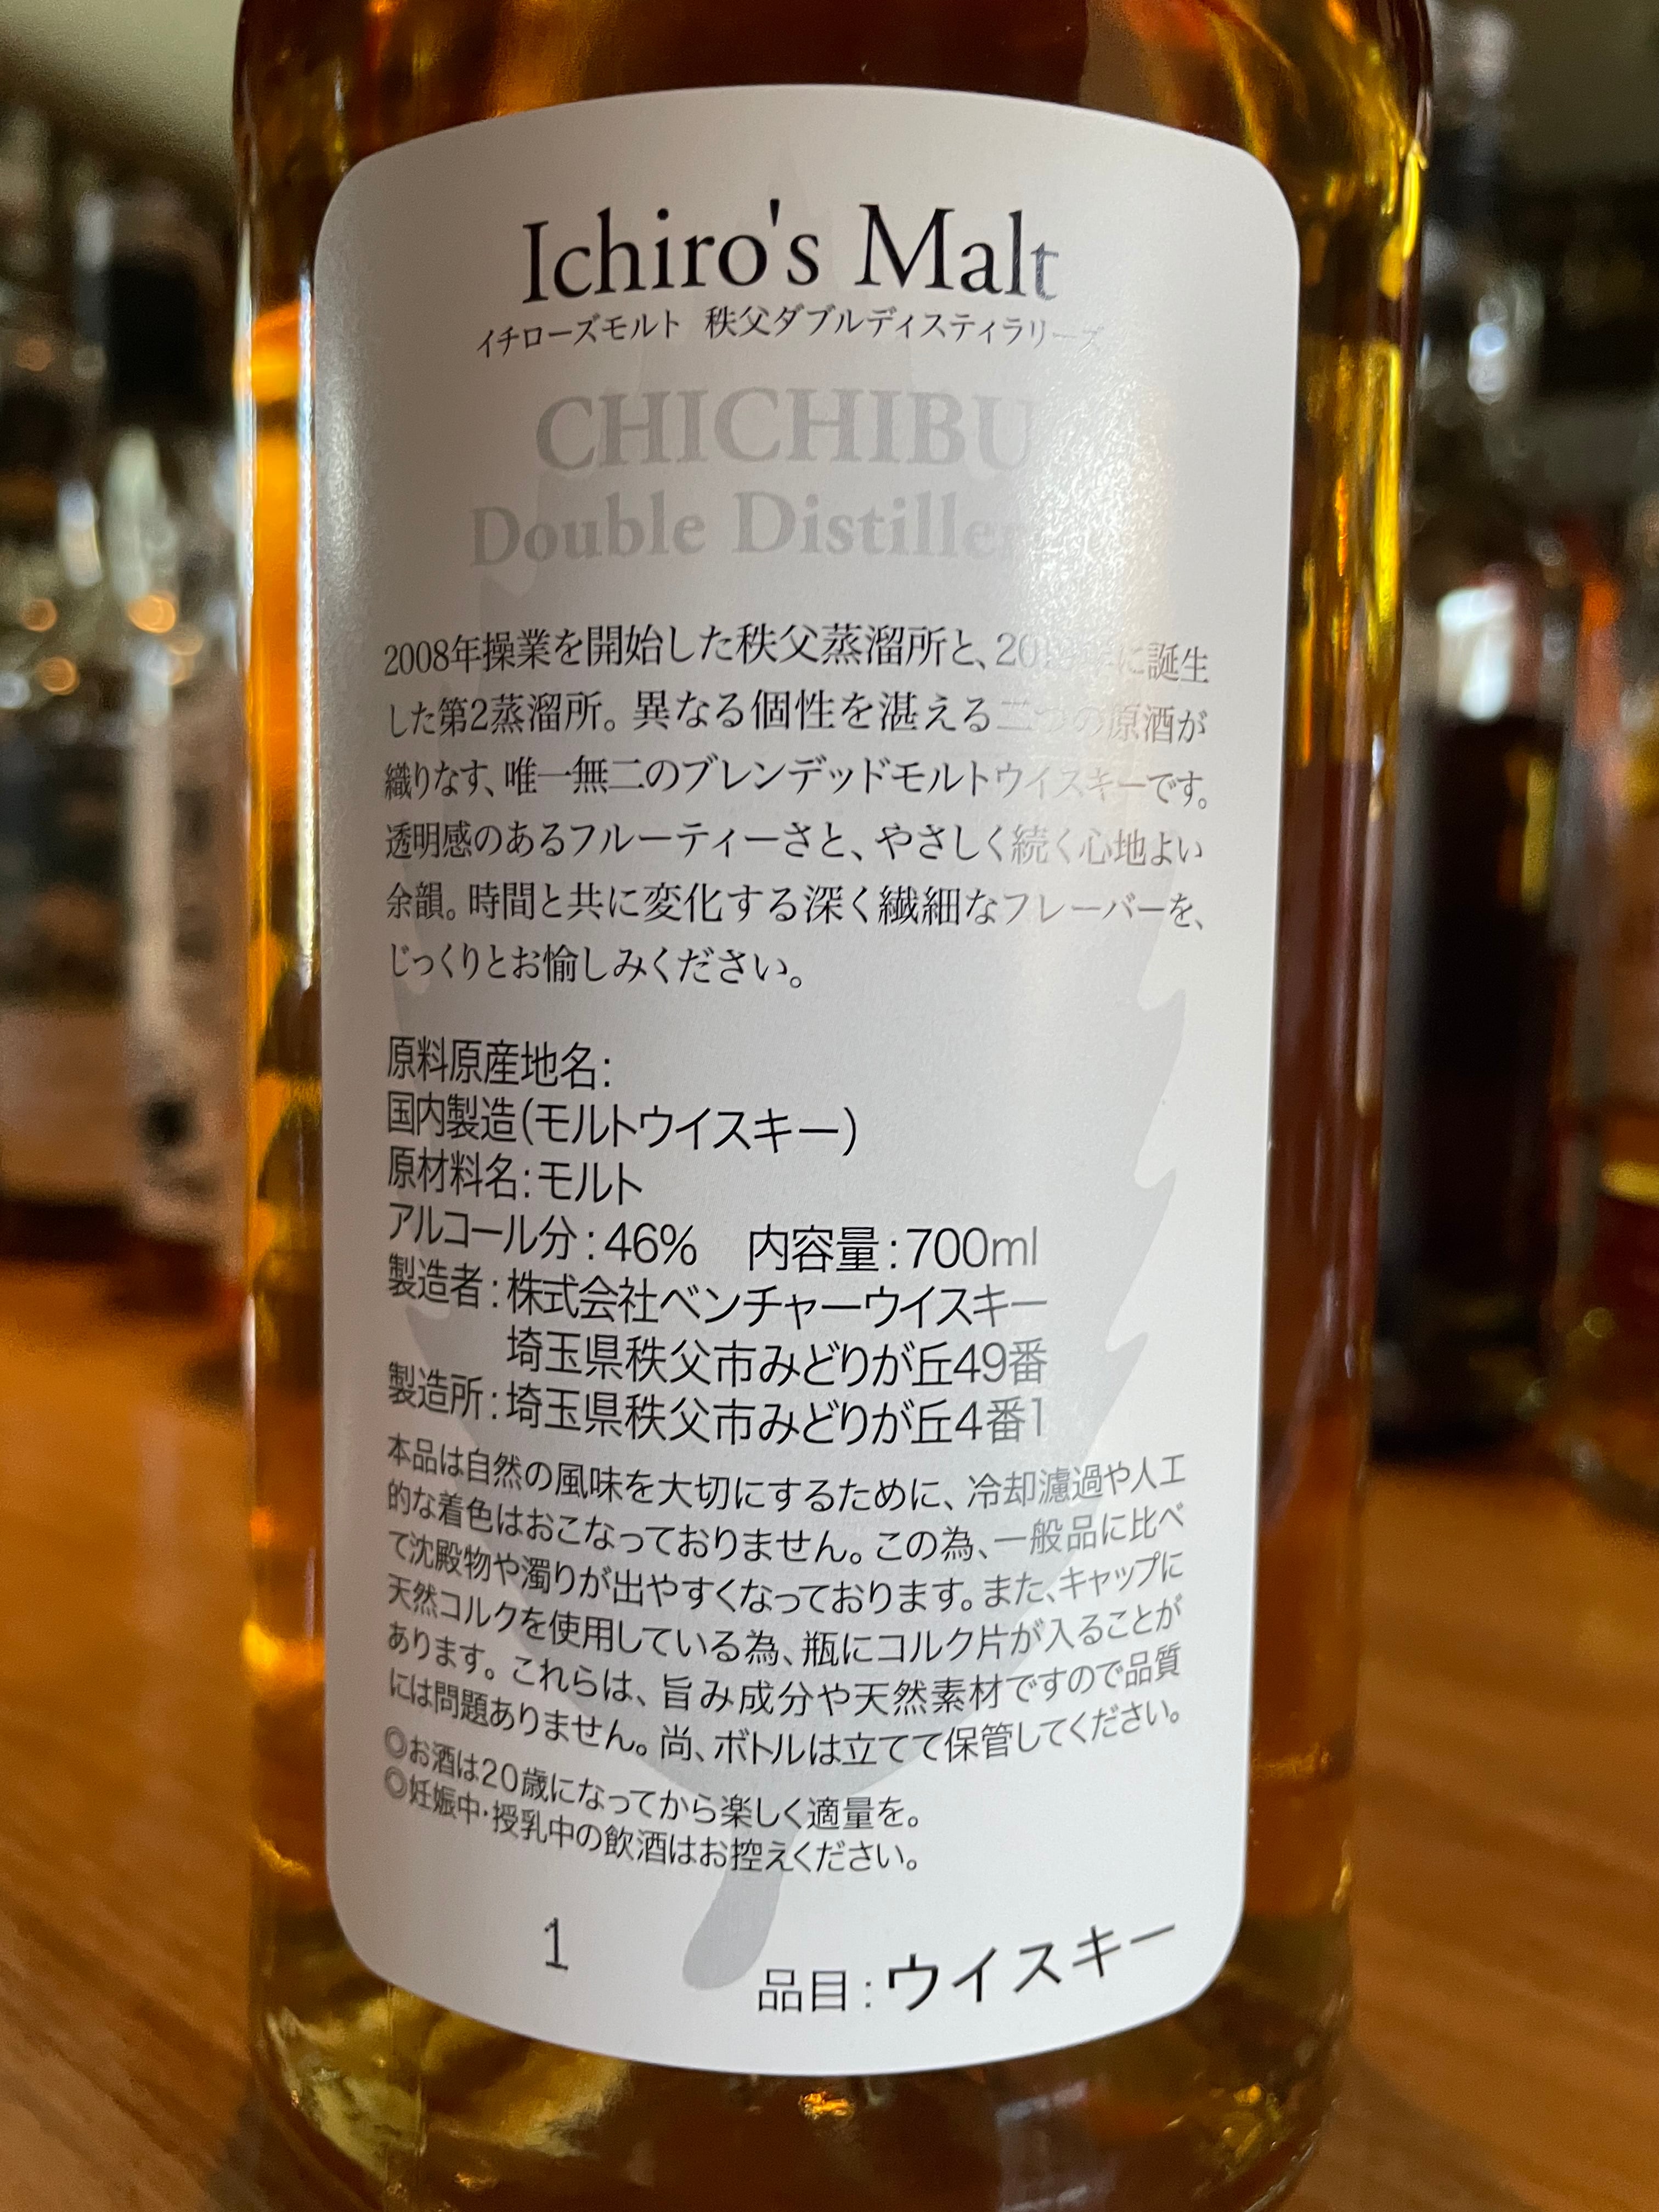 Ichiro's Malt
イチローズモルト 秩父ダブルディスティラリーズ
CHICHIBU
Double
2008年操業を開始した秩父蒸溜所と、に誕生
した第2蒸溜所。異なる個性を湛える二つの原酒が
織りなす、唯一無二のブレンデッドモルトウイスキーです。
透明感のあるフルーティーさと、やさしく続く心地よい
余韻。時間と共に変化する深く繊細なフレーバーを、
じっくりとお愉しみください。
原料原産地名:
国内製造(モルトウイスキー)
原材料名:モルト
アルコール分:46% 内容量:700ml
製造者:株式会社ベンチャーウイスキー
埼玉県秩父市みどりが丘49番
製造所:埼玉県秩父市みどりが丘4番1
本品は自然の風味を大切にするために、冷却濾過や人工
的な着色はおこなっておりません。この為、一般品に比べ
て沈殿物や濁りが出やすくなっております。また、キャップに
天然コルクを使用している為、瓶にコルク片が入ることが
あります。これらは、旨み成分や天然素材ですので品質
には問題ありません。尚、ボトルは立てて保管してください。
◎お酒は20歳になってから楽しく適量を。
◎妊娠中・授乳中の飲酒はお控えください。
1
品目:ウイスキー